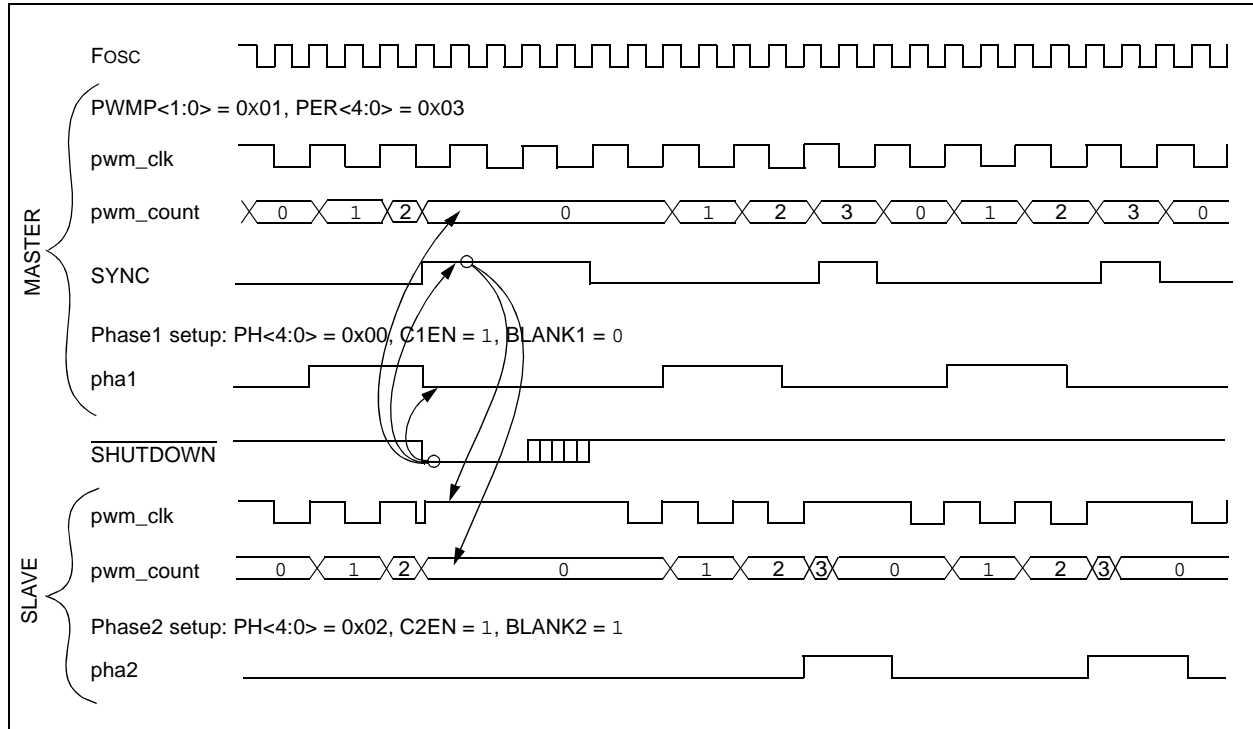 FOSC
MASTER
PWMP<1:0> = 0x01, PER<4:0> = 0x03
pwm_clk
pwm_count 0 1 2 0 1 2 3 0 1 2 3 0
SYNC
Phase1 setup: PH<4:0> = 0x00, C1EN = 1, BLANK1 = 0
pha1
SHUTDOWN
SLAVE
pwm_clk
pwm_count 0 1 2 0 1 2 3 0 1 2 3 0
Phase2 setup: PH<4:0> = 0x02, C2EN = 1, BLANK2 = 1
pha2